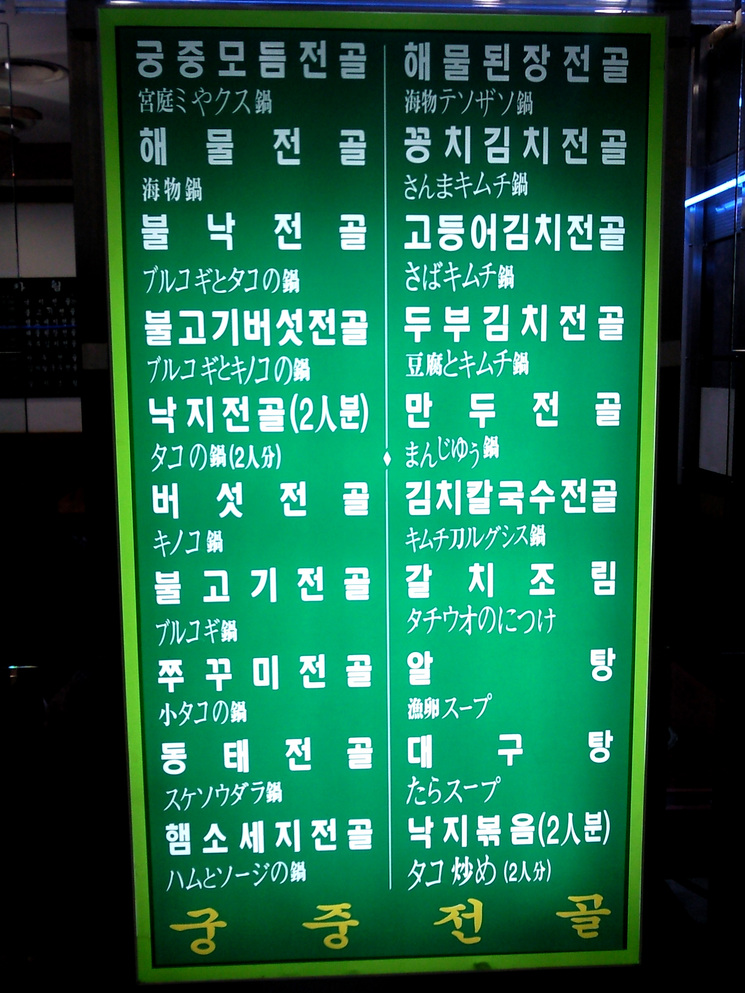 궁중모듬전골
宮庭ミやクス鍋
해물전골
海物鍋
불낙전골
ブルコギとタコの鍋
불고기버섯전골
ブルコギとキノコの鍋
낙지전골(2人분)
タコの鍋(2人分)
버섯전골
キノコ鍋
불고기전골
ブルコギ鍋
쭈꾸미전골
小タコの鍋
동태전골
スケソウダラ鍋
햄소세지전골
ハムとソージの鍋
해물된장전골
海物テンザンソ鍋
꽁치김치전골
さんまキムチ鍋
고등어김치전골
さばキムチ鍋
두부김치전골
豆腐とキムチ鍋
만두전골
まんじゆう鍋
김치칼국수전골
キムチ刀ルグシス鍋
갈치조림
タチウオのにつけ
알탕
漁卵スープ
대구탕
たらスープ
낙지볶음(2人분)
タコ炒め(2人分)
궁중전골